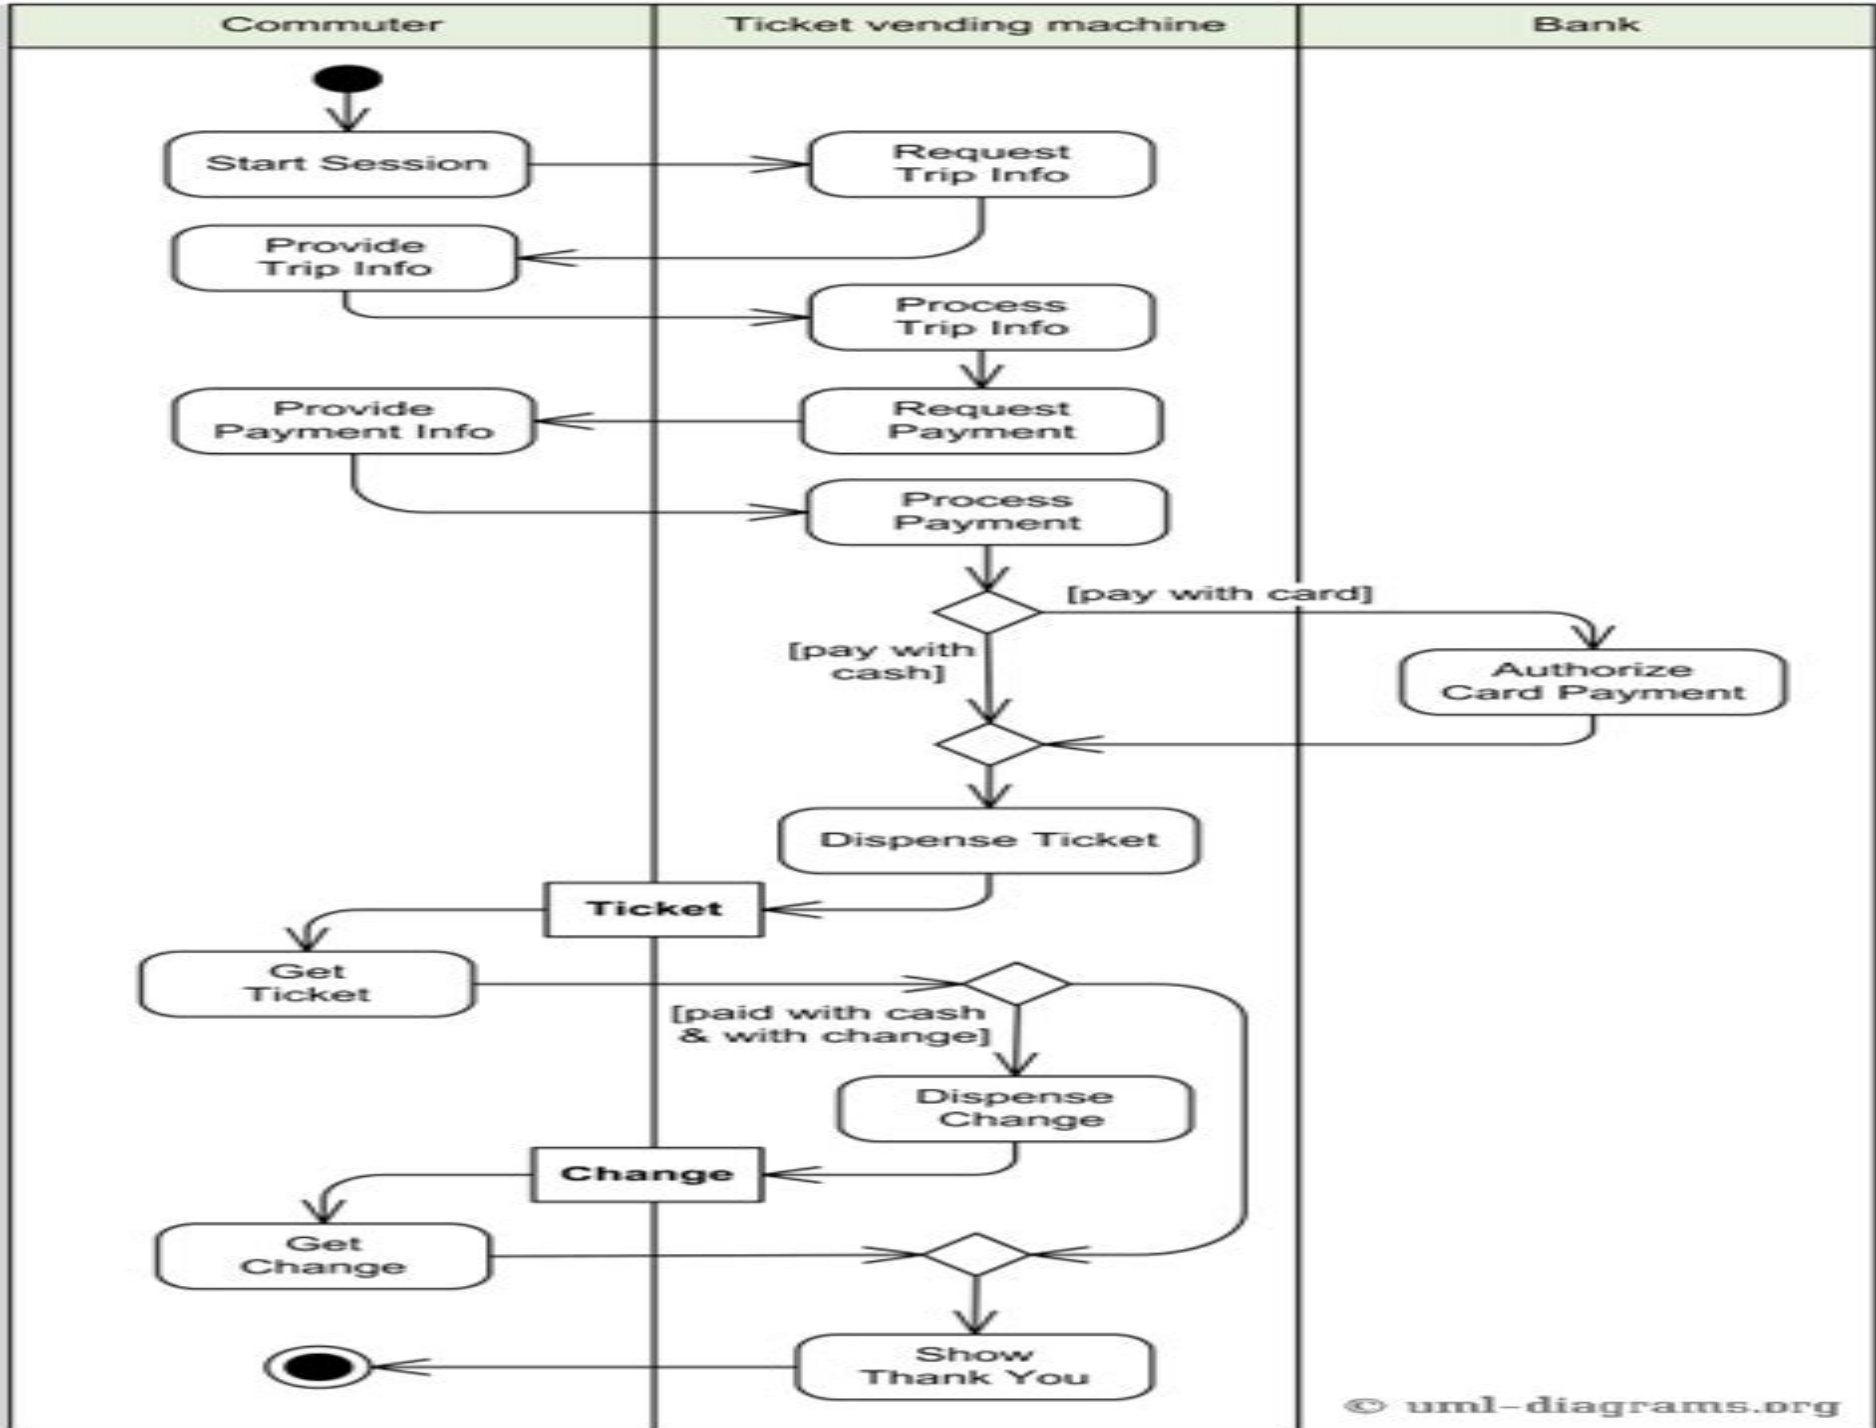 Commuter
Ticket vending machine
Bank
Start Session
Request
Trip Info
Provide
Trip Info
Process
Trip Info
Provide
Payment Info
Request
Payment
Process
Payment
[pay with card]
[pay with
cash]
Authorize
Card Payment
Dispense Ticket
Ticket
Get
Ticket
[paid with cash
& with change]
Dispense
Change
Change
Get
Change
Show
Thank You
© uml-diagrams.org